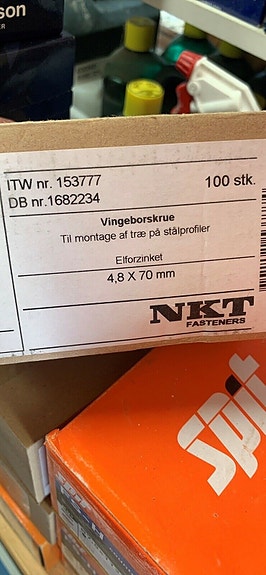 son
ITW nr. 153777 100 stk.
DB nr.1682234
Vingeborskrue
Til montage af træ på stålprofiler
Elforzinket
4,8 X 70 mm
NKT
FASTENERS
spit